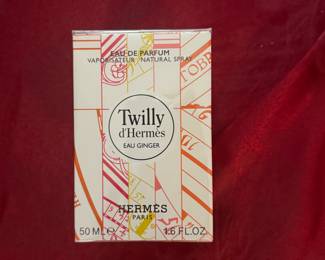 EAU DE PARFUM
VAPORISATEUR NATURAL SPRAY
Twilly
d'Hermès
EAU GINGER
HERMÈS
PARIS
50 ML ℮ 1.6 FL.OZ.